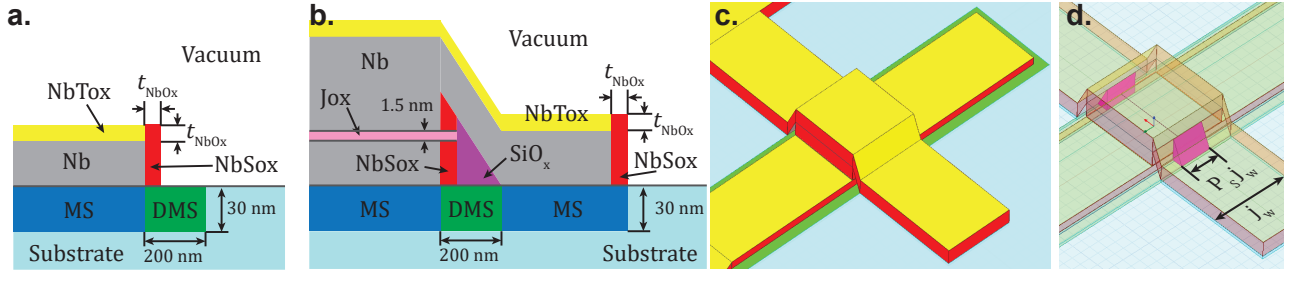 a.
Vacuum
t_NbOx
NbTox
t_NbOx
Nb
NbSox
MS
DMS
30 nm
200 nm
Substrate
b.
Vacuum
Nb
t_NbOx
Jox
1.5 nm
NbTox
t_NbOx
NbSox
SiO_x
NbSox
MS
DMS
MS
30 nm
200 nm
Substrate
c.
d.
P_S j_w
j_w